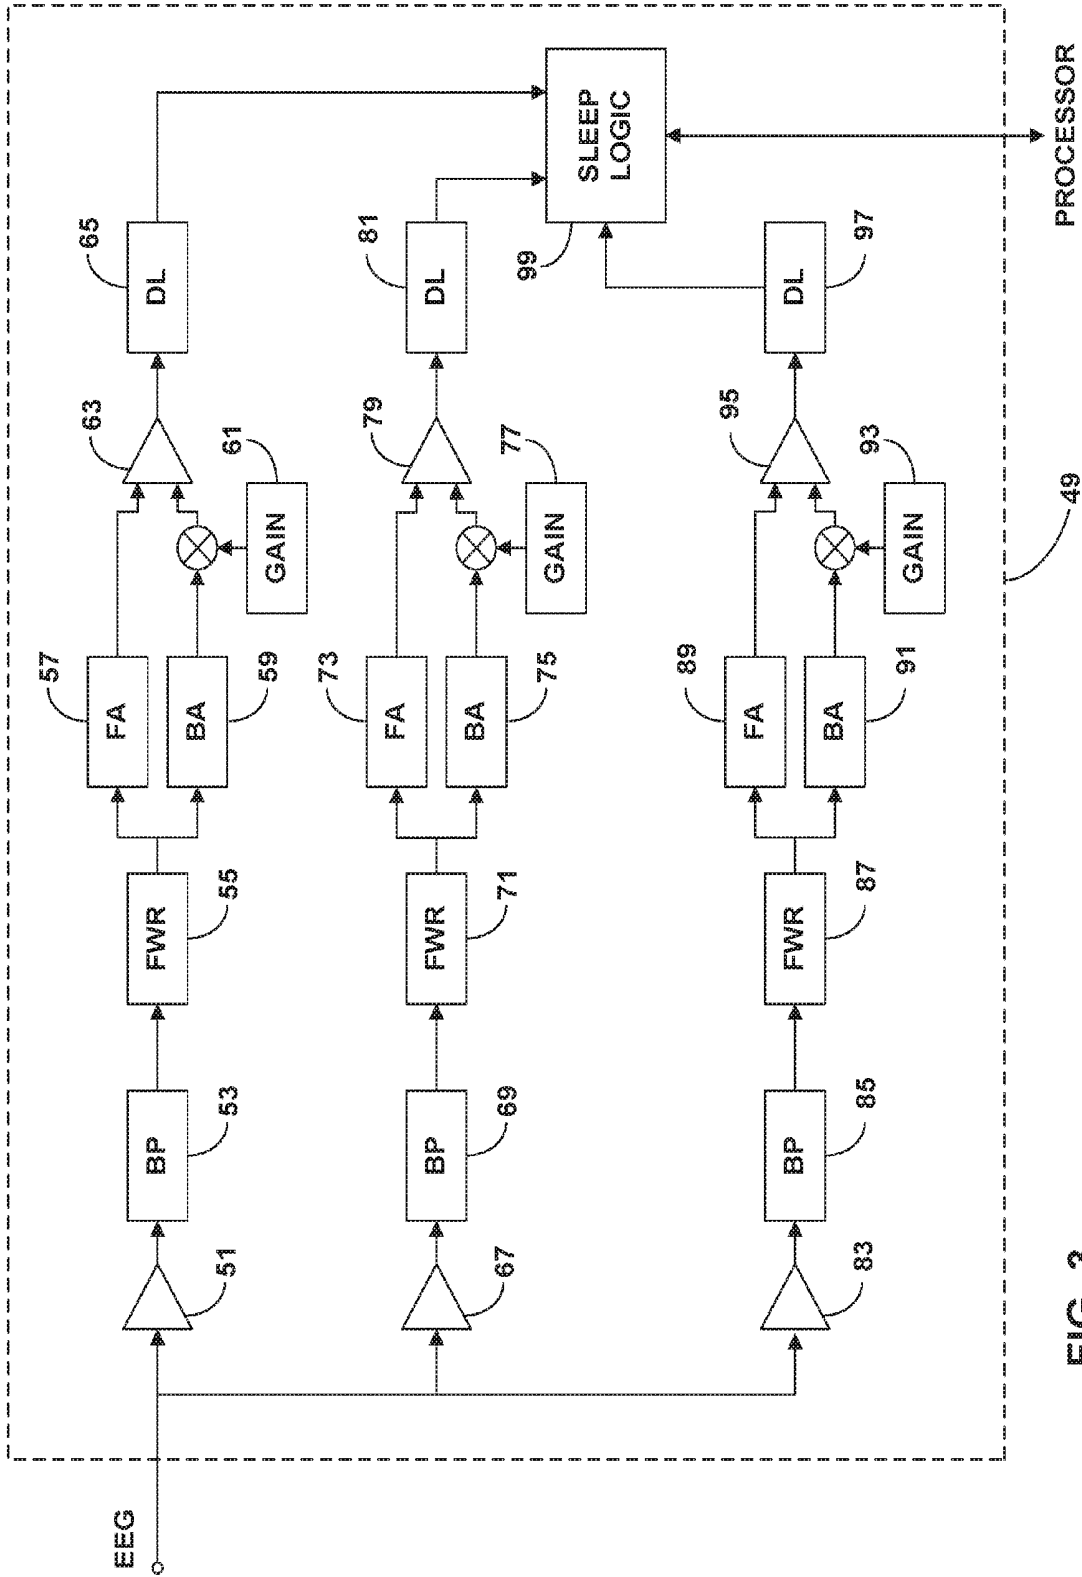 EEG
51
BP
53
FWR
55
FA
57
BA
59
GAIN
61
63
DL
65
67
BP
69
FWR
71
FA
73
BA
75
GAIN
77
79
DL
81
83
BP
85
FWR
87
FA
89
BA
91
GAIN
93
95
DL
97
SLEEP
LOGIC
99
PROCESSOR
49